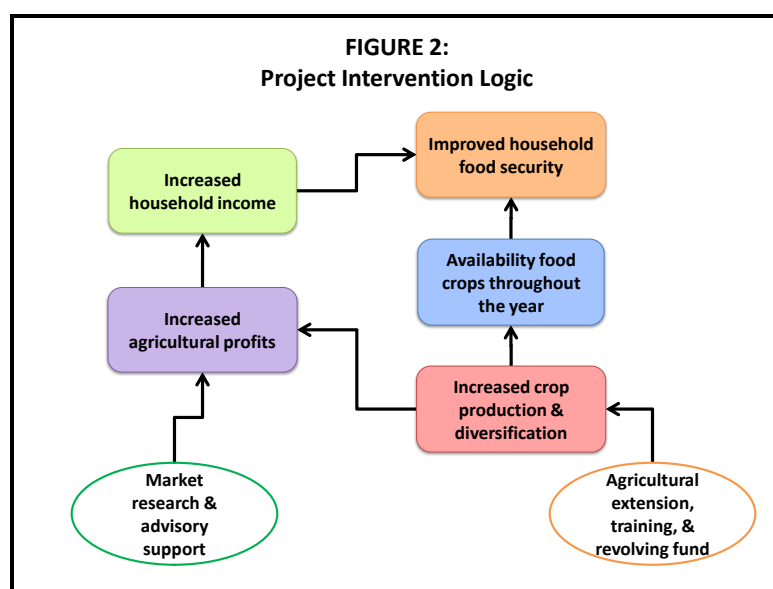 FIGURE 2:
Project Intervention Logic
Improved household
food security
Increased
household income
Availability food
crops throughout
the year
Increased
agricultural profits
Increased crop
production &
diversification
Market
research &
advisory
support
Agricultural
extension,
training, &
revolving fund